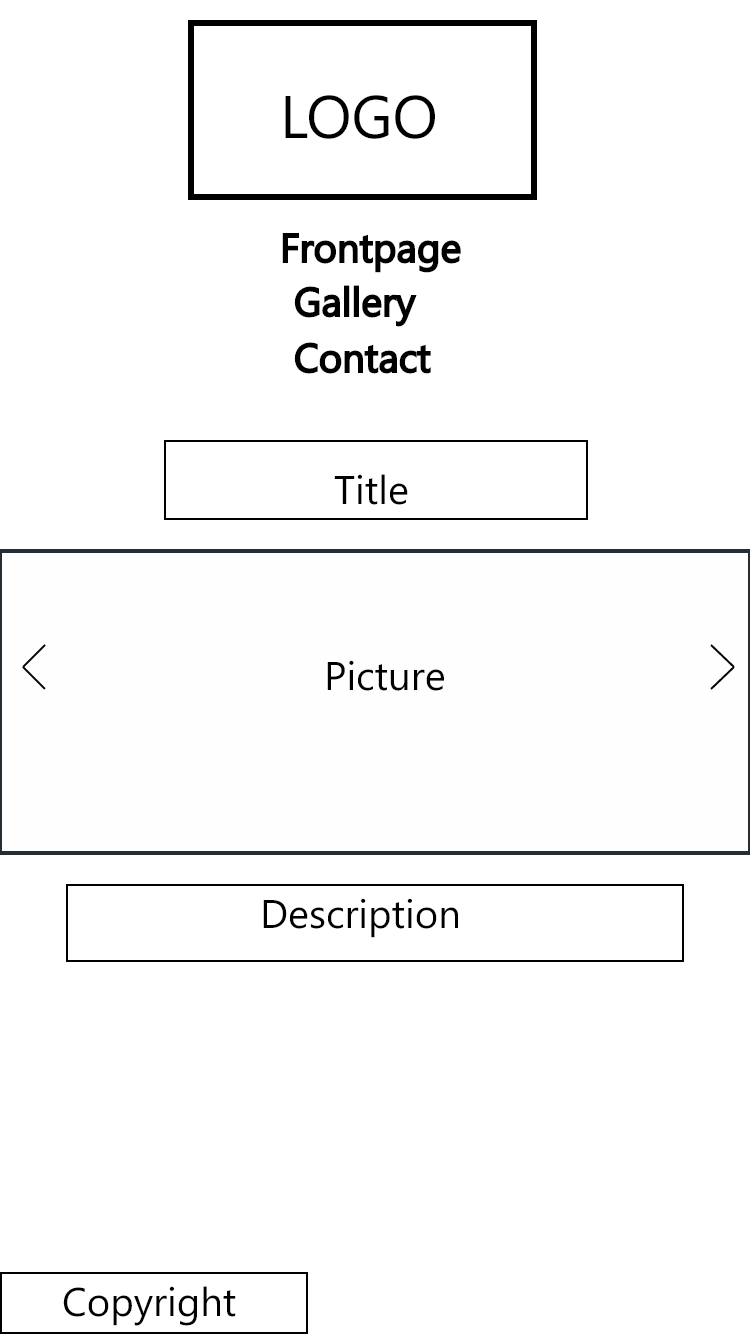 LOGO
Frontpage
Gallery
Contact
Title
Picture
Description
Copyright